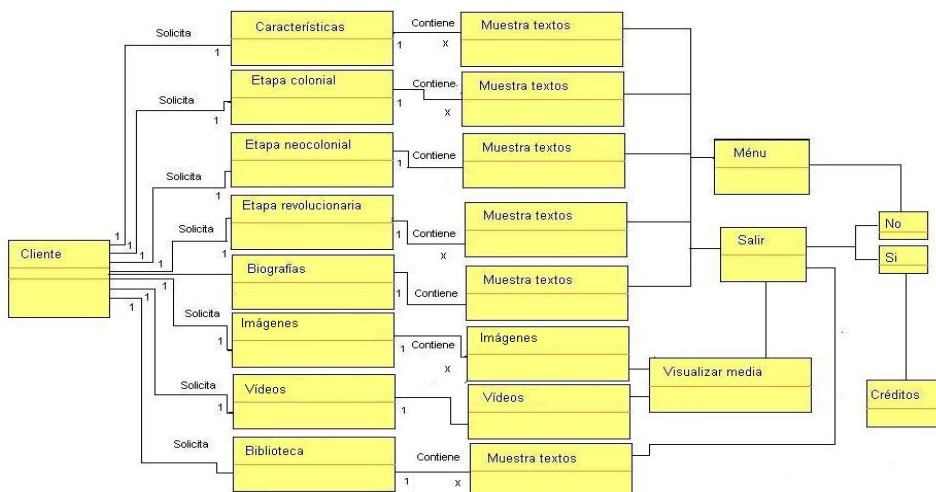 Solicita
Características
Contiene
Muestra textos
1
1
x
Solicita
Etapa colonial
Contiene
Muestra textos
1
1
x
Solicita
Etapa neocolonial
Contiene
Muestra textos
Ménu
1
1
Solicita
Etapa revolucionaria
Muestra textos
No
1
1
Contiene
x
Cliente
1
1
1
1
Salir
Si
Biografías
Contiene
Muestra textos
1
1
1
1
1
Solicita
Imágenes
Contiene
Imágenes
1
1
x
Visualizar media
Solicita
Vídeos
Vídeos
Créditos
1
1
Solicita
Biblioteca
Contiene
Muestra textos
1
x